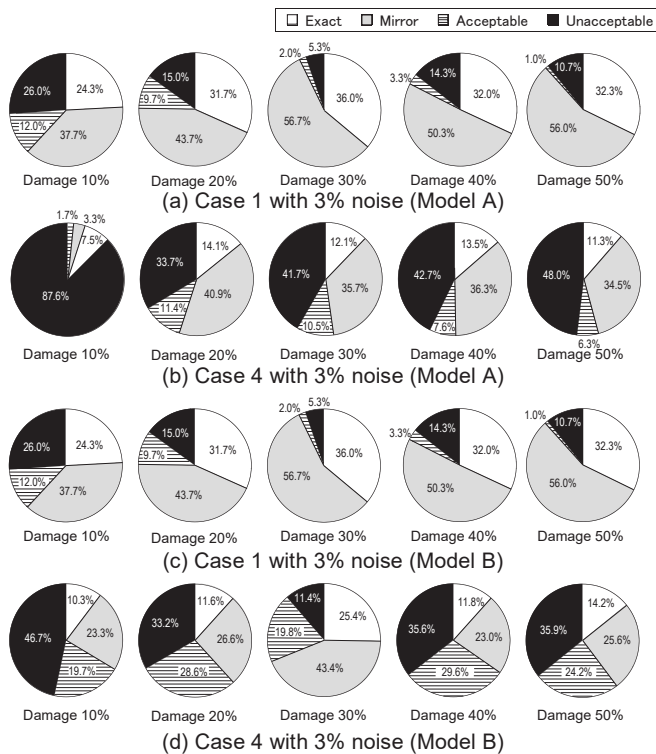 Exact Mirror Acceptable Unacceptable
26.0% 24.3% 12.0% 37.7%
15.0% 31.7% 9.7% 43.7%
2.0% 5.3% 36.0% 56.7%
3.3% 14.3% 32.0% 50.3%
1.0% 10.7% 32.3% 56.0%
Damage 10% Damage 20% Damage 30% Damage 40% Damage 50%
(a) Case 1 with 3% noise (Model A)
1.7% 3.3% 7.5% 87.6%
33.7% 14.1% 11.4% 40.9%
41.7% 12.1% 10.5% 35.7%
42.7% 13.5% 7.6% 36.3%
48.0% 11.3% 6.3% 34.5%
Damage 10% Damage 20% Damage 30% Damage 40% Damage 50%
(b) Case 4 with 3% noise (Model A)
26.0% 24.3% 12.0% 37.7%
15.0% 31.7% 9.7% 43.7%
2.0% 5.3% 36.0% 56.7%
3.3% 14.3% 32.0% 50.3%
1.0% 10.7% 32.3% 56.0%
Damage 10% Damage 20% Damage 30% Damage 40% Damage 50%
(c) Case 1 with 3% noise (Model B)
46.7% 10.3% 23.3% 19.7%
33.2% 11.6% 26.6% 28.6%
11.4% 25.4% 19.8% 43.4%
35.6% 11.8% 23.0% 29.6%
35.9% 14.2% 25.6% 24.2%
Damage 10% Damage 20% Damage 30% Damage 40% Damage 50%
(d) Case 4 with 3% noise (Model B)